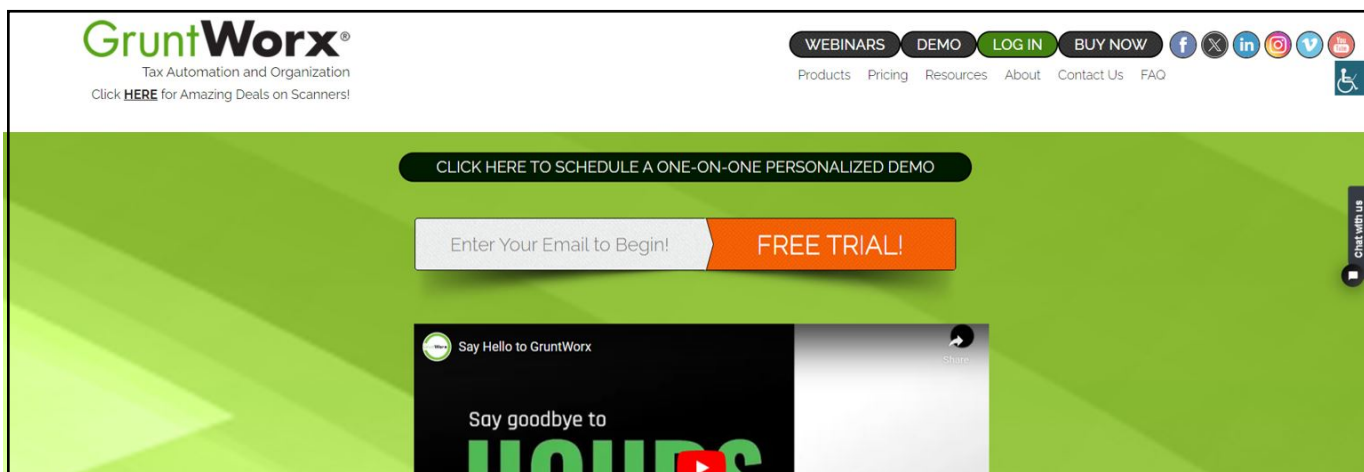 GruntWorx®
Tax Automation and Organization
Click HERE for Amazing Deals on Scanners!
WEBINARS DEMO LOG IN BUY NOW
Products Pricing Resources About Contact Us FAQ
CLICK HERE TO SCHEDULE A ONE-ON-ONE PERSONALIZED DEMO
Enter Your Email to Begin! FREE TRIAL!
Chat with us
Say Hello to GruntWorx
Share
Say goodbye to
HOURS